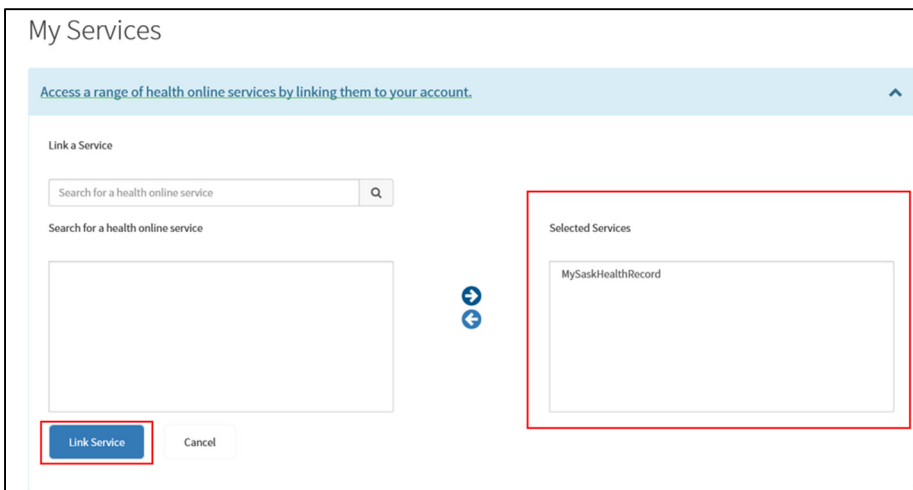 My Services
Access a range of health online services by linking them to your account.
Link a Service
Search for a health online service
Search for a health online service
Selected Services
MySaskHealthRecord
Link Service
Cancel